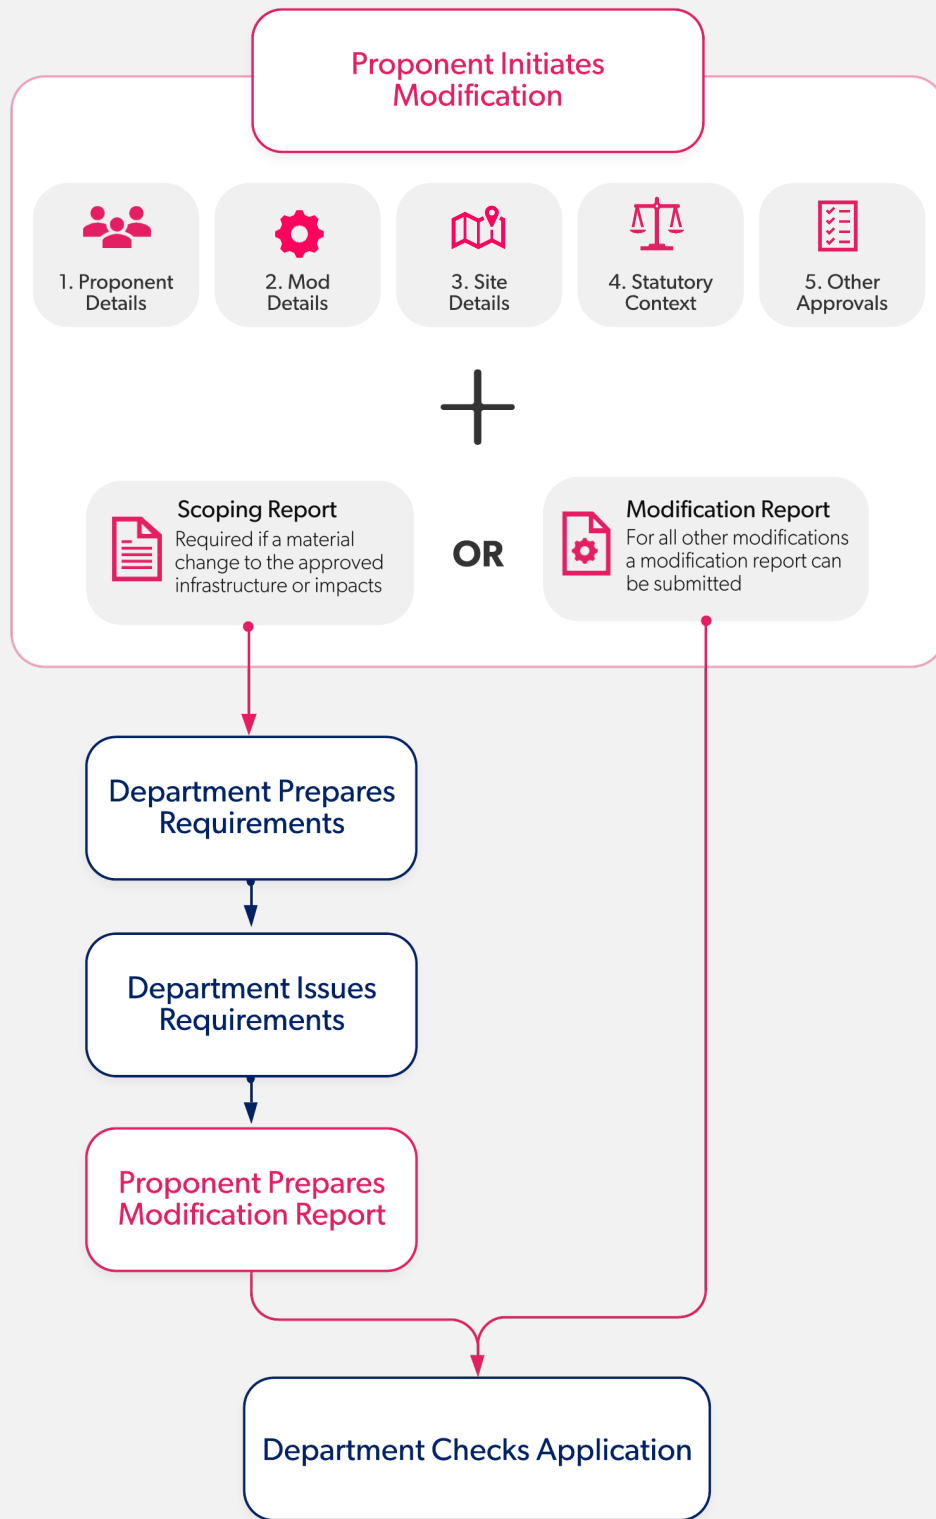 Proponent Initiates
Modification
1. Proponent
Details
2. Mod
Details
3. Site
Details
4. Statutory
Context
5. Other
Approvals
Scoping Report
Required if a material
change to the approved
infrastructure or impacts
OR
Modification Report
For all other modifications
a modification report can
be submitted
Department Prepares
Requirements
Department Issues
Requirements
Proponent Prepares
Modification Report
Department Checks Application